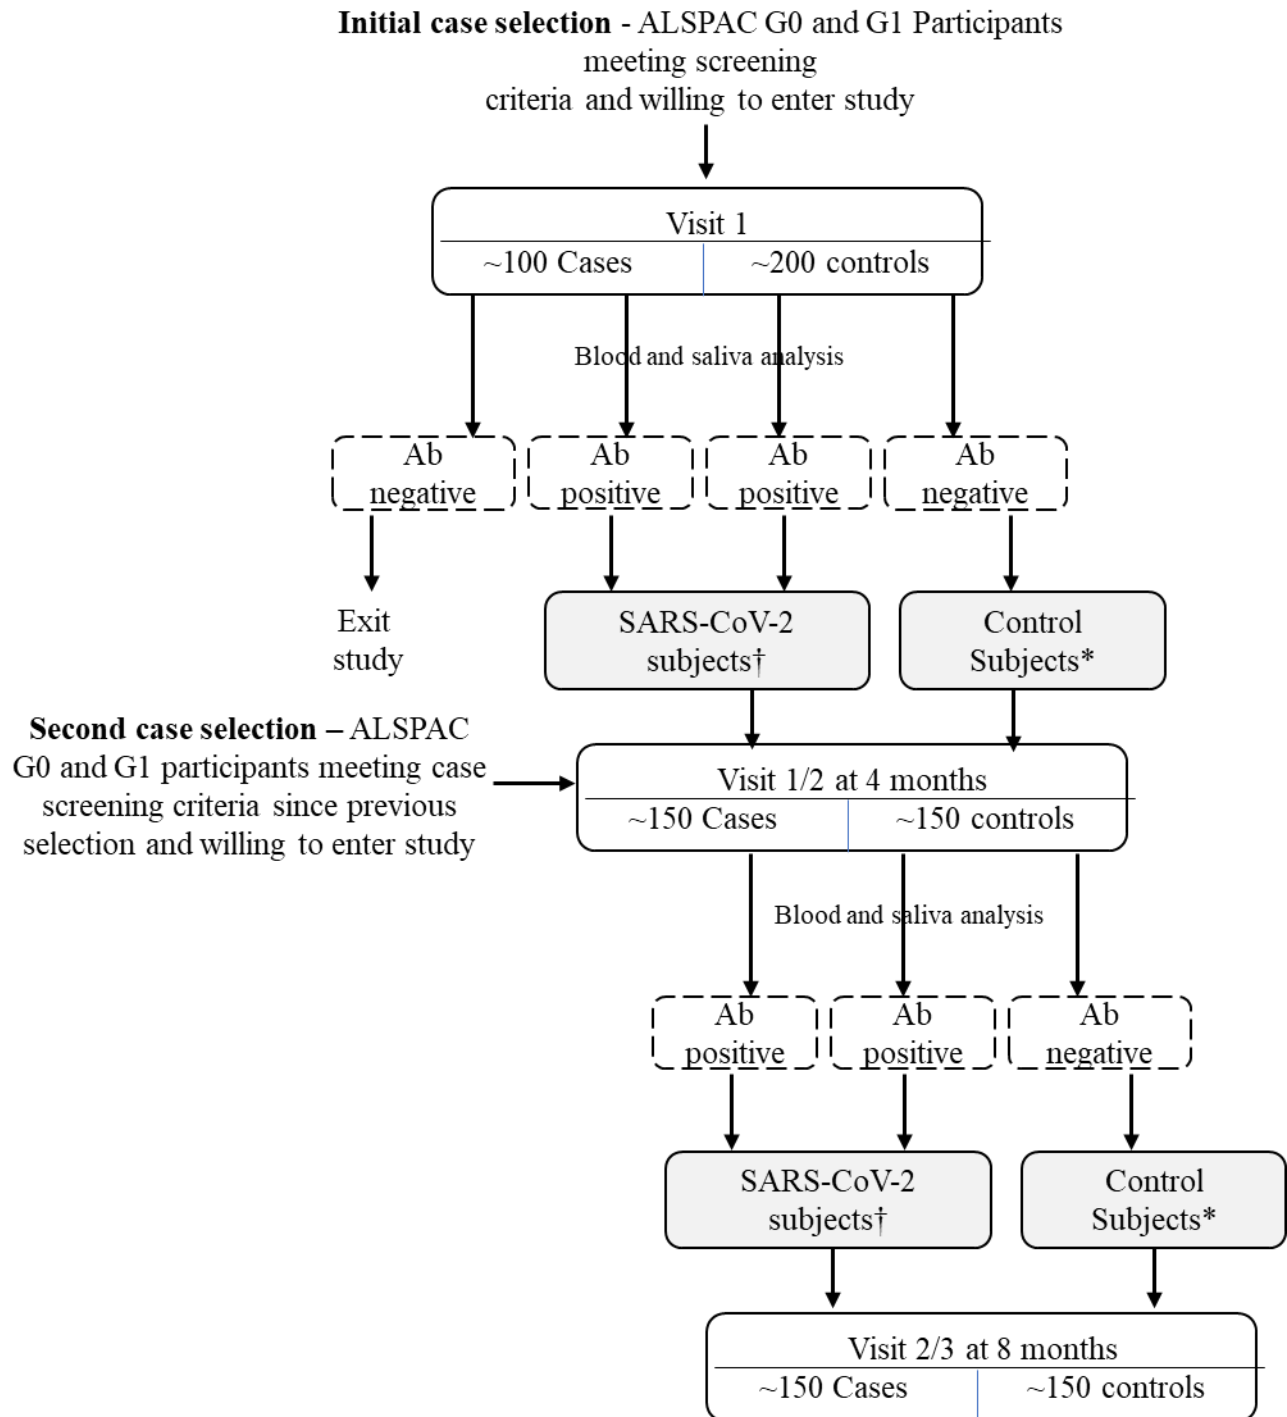 Initial case selection - ALSPAC G0 and G1 Participants
meeting screening
criteria and willing to enter study
Visit 1
~100 Cases
~200 controls
Blood and saliva analysis
Ab
negative
Ab
positive
Ab
positive
Ab
negative
Exit
study
SARS-CoV-2
subjects†
Control
Subjects*
Second case selection – ALSPAC
G0 and G1 participants meeting case
screening criteria since previous
selection and willing to enter study
Visit 1/2 at 4 months
~150 Cases
~150 controls
Blood and saliva analysis
Ab
positive
Ab
positive
Ab
negative
SARS-CoV-2
subjects†
Control
Subjects*
Visit 2/3 at 8 months
~150 Cases
~150 controls